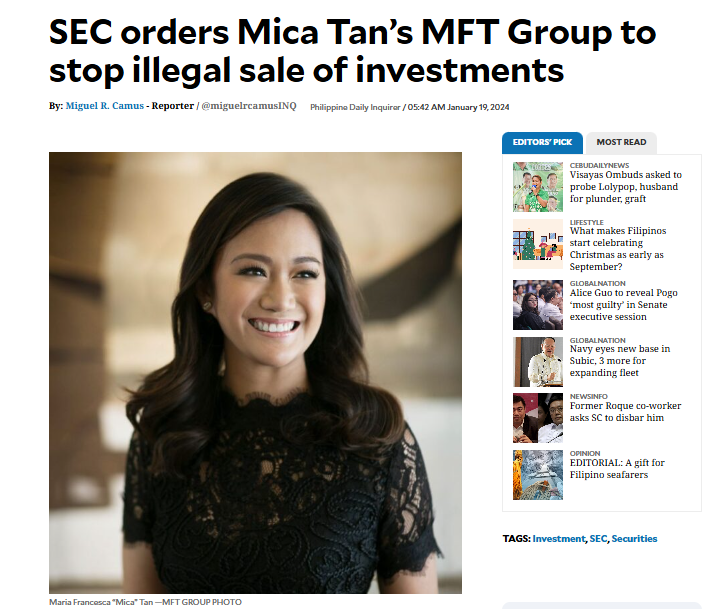 SEC orders Mica Tan's MFT Group to
stop illegal sale of investments
By: Miguel R. Camus - Reporter / @miguelrcamusINQ Philippine Daily Inquirer / 05:42 AM January 19, 2024
EDITORS' PICK MOST READ
CEBUDAILYNEWS
Visayas Ombuds asked to
probe Lolypop, husband
for plunder, graft
LIFESTYLE
What makes Filipinos
start celebrating
Christmas as early as
September?
GLOBALNATION
Alice Guo to reveal Pogo
'most guilty' in Senate
executive session
GLOBALNATION
Navy eyes new base in
Subic, 3 more for
expanding fleet
NEWSINFO
Former Roque co-worker
asks SC to disbar him
OPINION
EDITORIAL: A gift for
Filipino seafarers
TAGS: Investment, SEC, Securities
Maria Francesca "Mica" Tan —MFT GROUP PHOTO